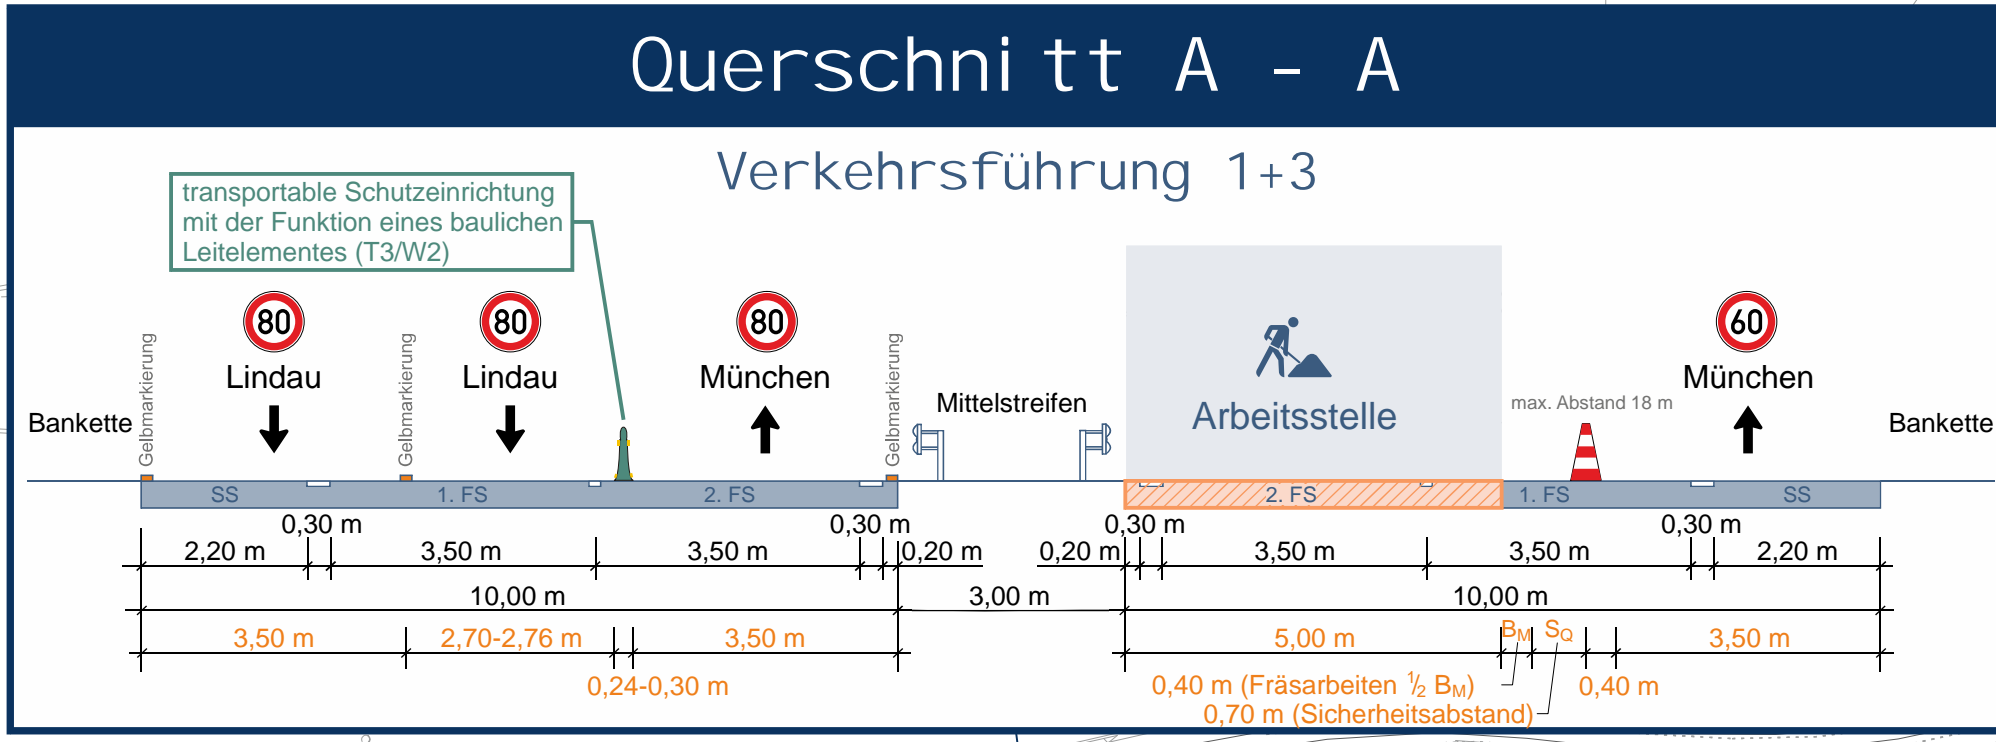 Querschnitt A - A
Verkehrsführung 1+3
transportable Schutzeinrichtung
mit der Funktion eines baulichen
Leitelementes (T3/W2)
80
80
80
60
Lindau
Lindau
München
München
Gelbmarkierung
Gelbmarkierung
Gelbmarkierung
Bankette
Mittelstreifen
Arbeitsstelle
max. Abstand 18 m
Bankette
SS
1. FS
2. FS
2. FS
1. FS
SS
0,30 m
0,30 m
0,30 m
0,30 m
2,20 m
3,50 m
3,50 m
0,20 m
0,20 m
3,50 m
3,50 m
2,20 m
10,00 m
3,00 m
10,00 m
3,50 m
2,70-2,76 m
3,50 m
5,00 m
BM
SQ
3,50 m
0,24-0,30 m
0,40 m (Fräsarbeiten ½ BM)
0,40 m
0,70 m (Sicherheitsabstand)